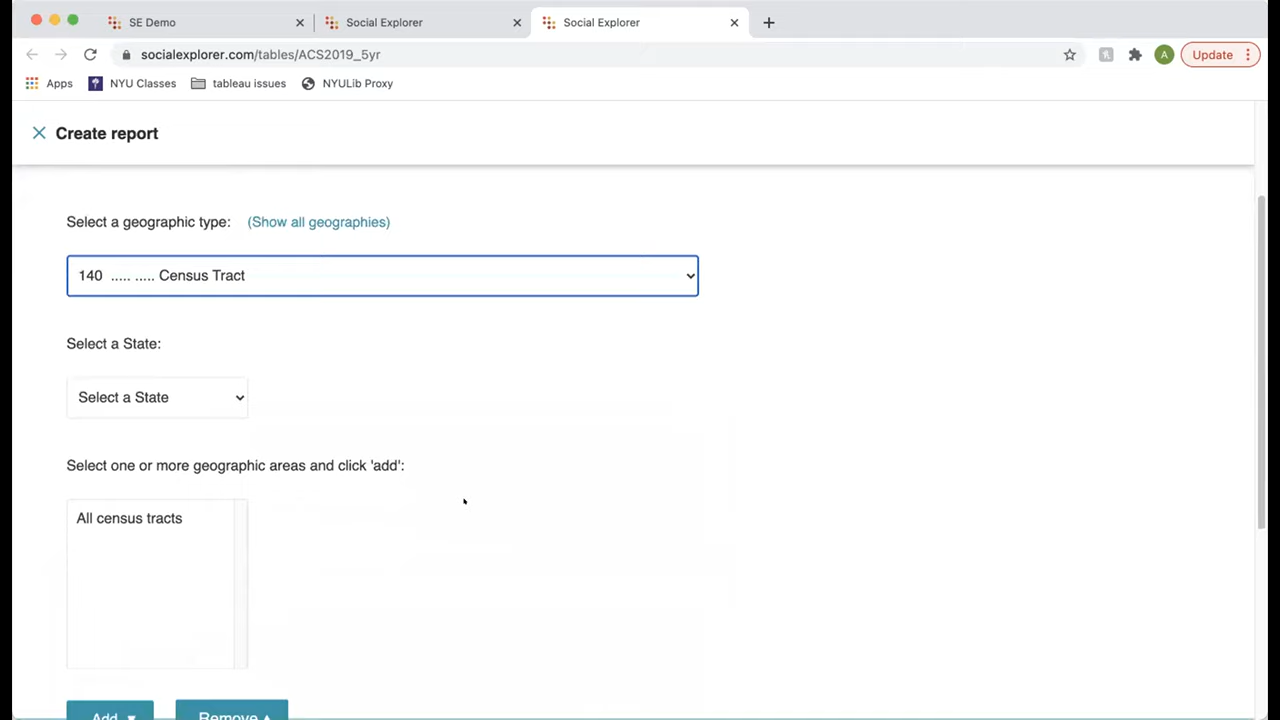 SE Demo
Social Explorer
Social Explorer
socialexplorer.com/tables/ACS2019_5yr
A
Update
Apps
NYU Classes
tableau issues
NYULib Proxy
Create report
Select a geographic type: (Show all geographies)
140 ..... ..... Census Tract
Select a State:
Select a State
Select one or more geographic areas and click 'add':
All census tracts
Add
Remove